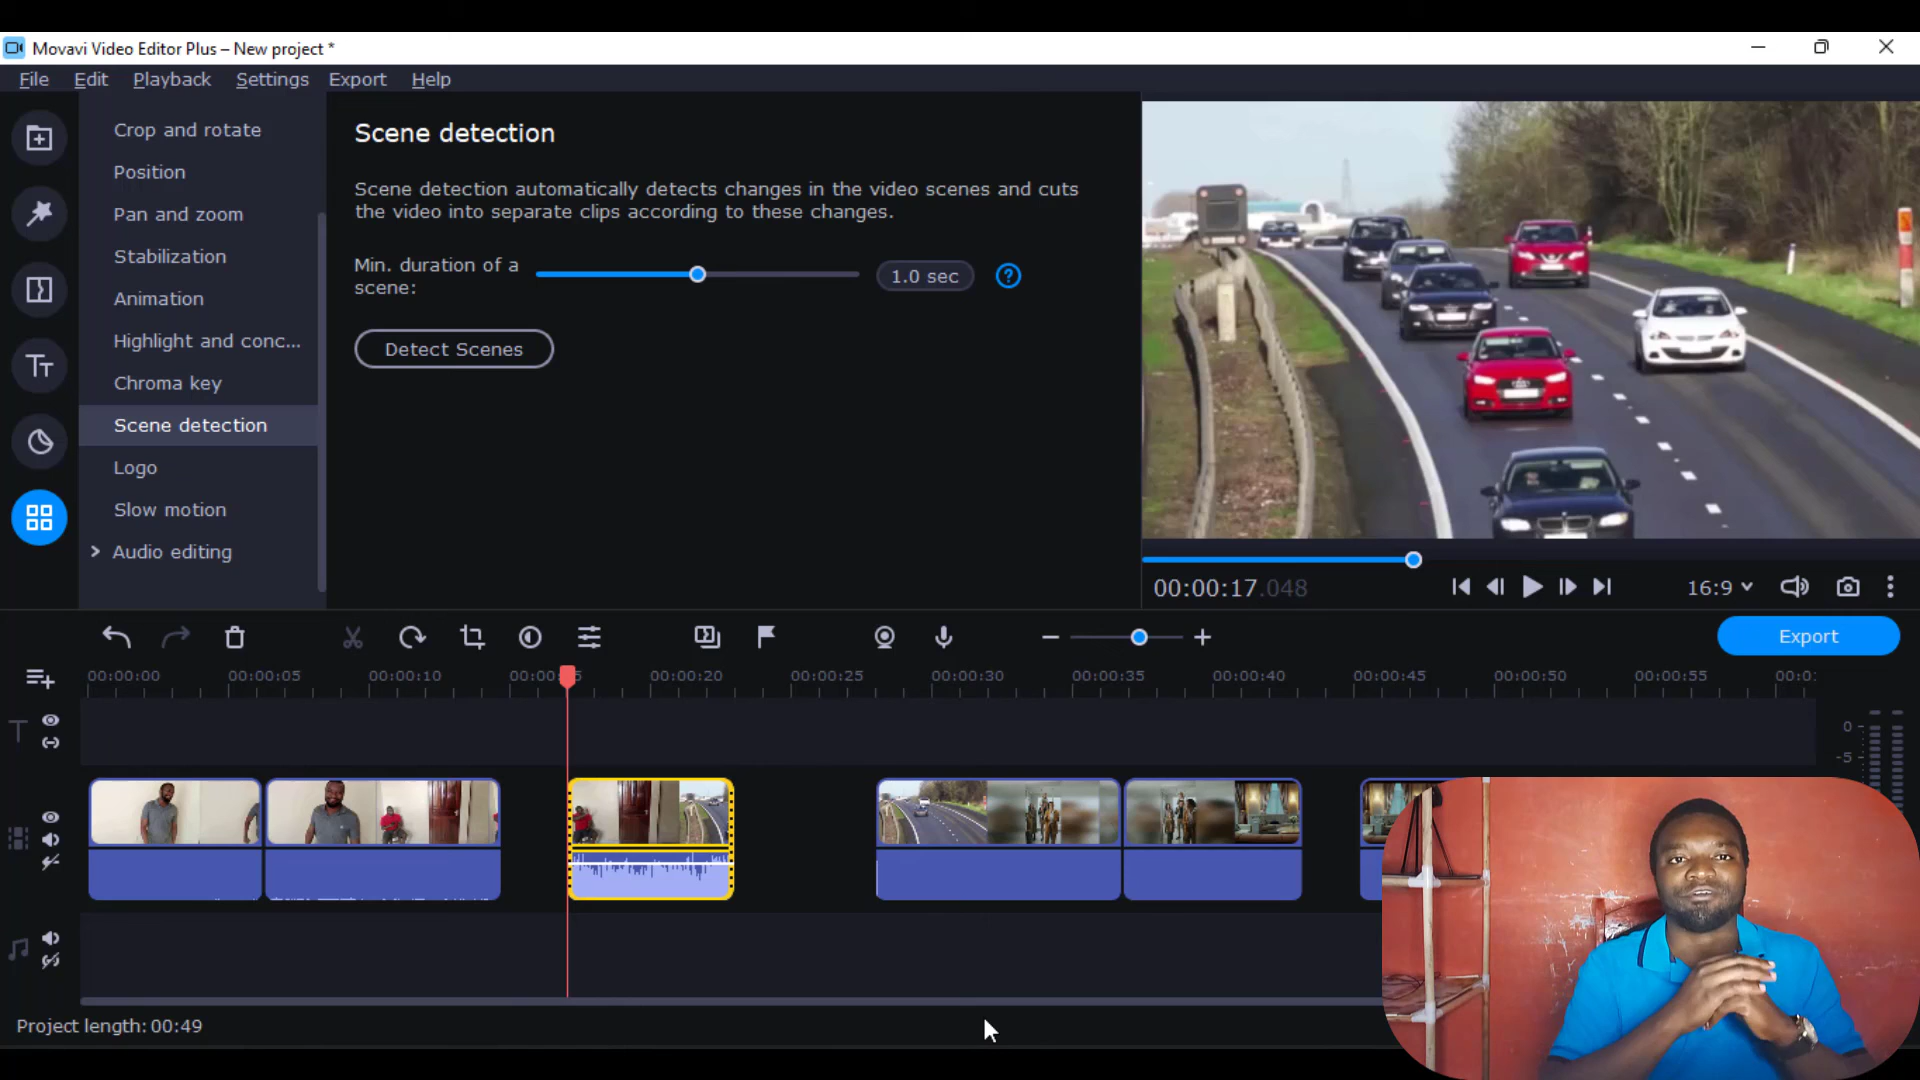 Movavi Video Editor Plus – New project *
File Edit Playback Settings Export Help
Crop and rotate
Position
Pan and zoom
Stabilization
Animation
Highlight and conc...
Chroma key
Scene detection
Logo
Slow motion
Audio editing
Scene detection
Scene detection automatically detects changes in the video scenes and cuts
the video into separate clips according to these changes.
Min. duration of a
scene:
1.0 sec
?
Detect Scenes
00:00:17.048
16:9
Export
00:00:00 00:00:05 00:00:10 00:00:20 00:00:25 00:00:30 00:00:35 00:00:40 00:00:45 00:00:50 00:00:55
0
-5
Project length: 00:49